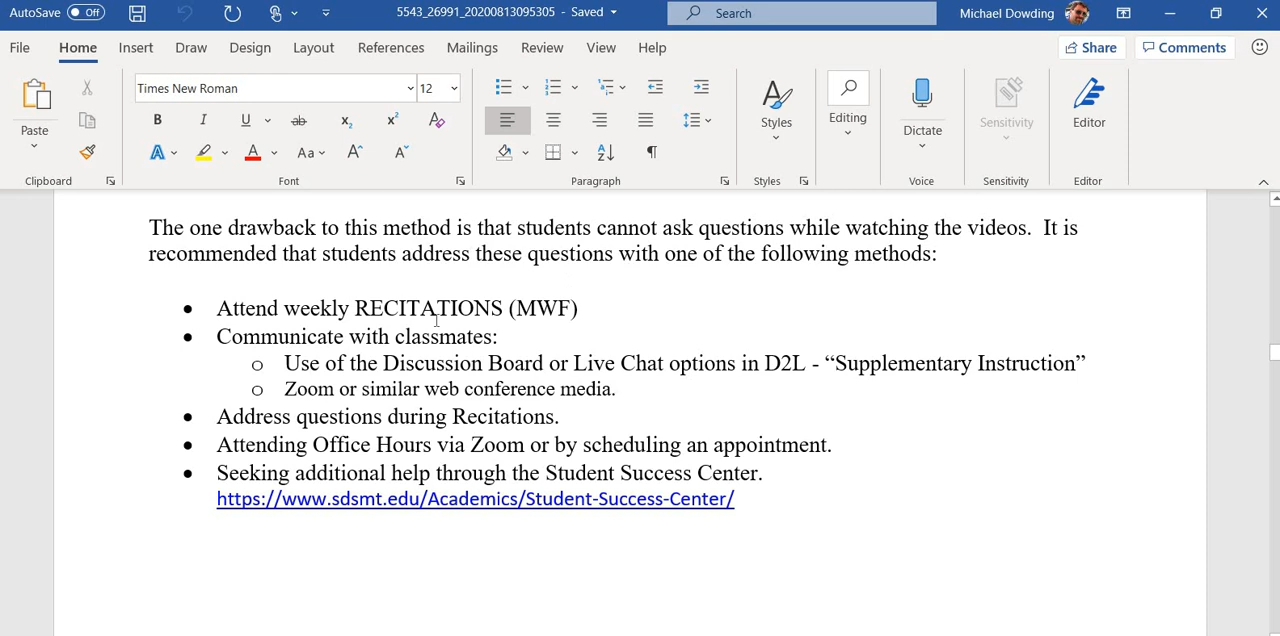 AutoSave Off 5543_26991_20200813095305 - Saved Search Michael Dowding
File Home Insert Draw Design Layout References Mailings Review View Help Share Comments
Times New Roman 12
B I U ab x₂ x² A
A A Aa A A
Paste Styles Editing Dictate Sensitivity Editor
Clipboard Font Paragraph Styles Voice Sensitivity Editor
The one drawback to this method is that students cannot ask questions while watching the videos. It is
recommended that students address these questions with one of the following methods:
• Attend weekly RECITATIONS (MWF)
• Communicate with classmates:
o Use of the Discussion Board or Live Chat options in D2L - “Supplementary Instruction”
o Zoom or similar web conference media.
• Address questions during Recitations.
• Attending Office Hours via Zoom or by scheduling an appointment.
• Seeking additional help through the Student Success Center.
https://www.sdsmt.edu/Academics/Student-Success-Center/